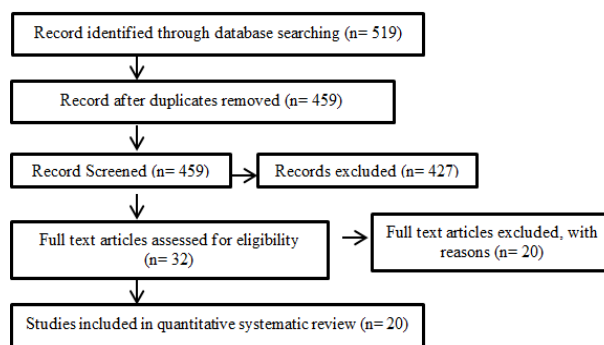 Record identified through database searching (n= 519)
Record after duplicates removed (n= 459)
Record Screened (n= 459)
Records excluded (n= 427)
Full text articles assessed for eligibility
(n= 32)
Full text articles excluded, with
reasons (n= 20)
Studies included in quantitative systematic review (n= 20)